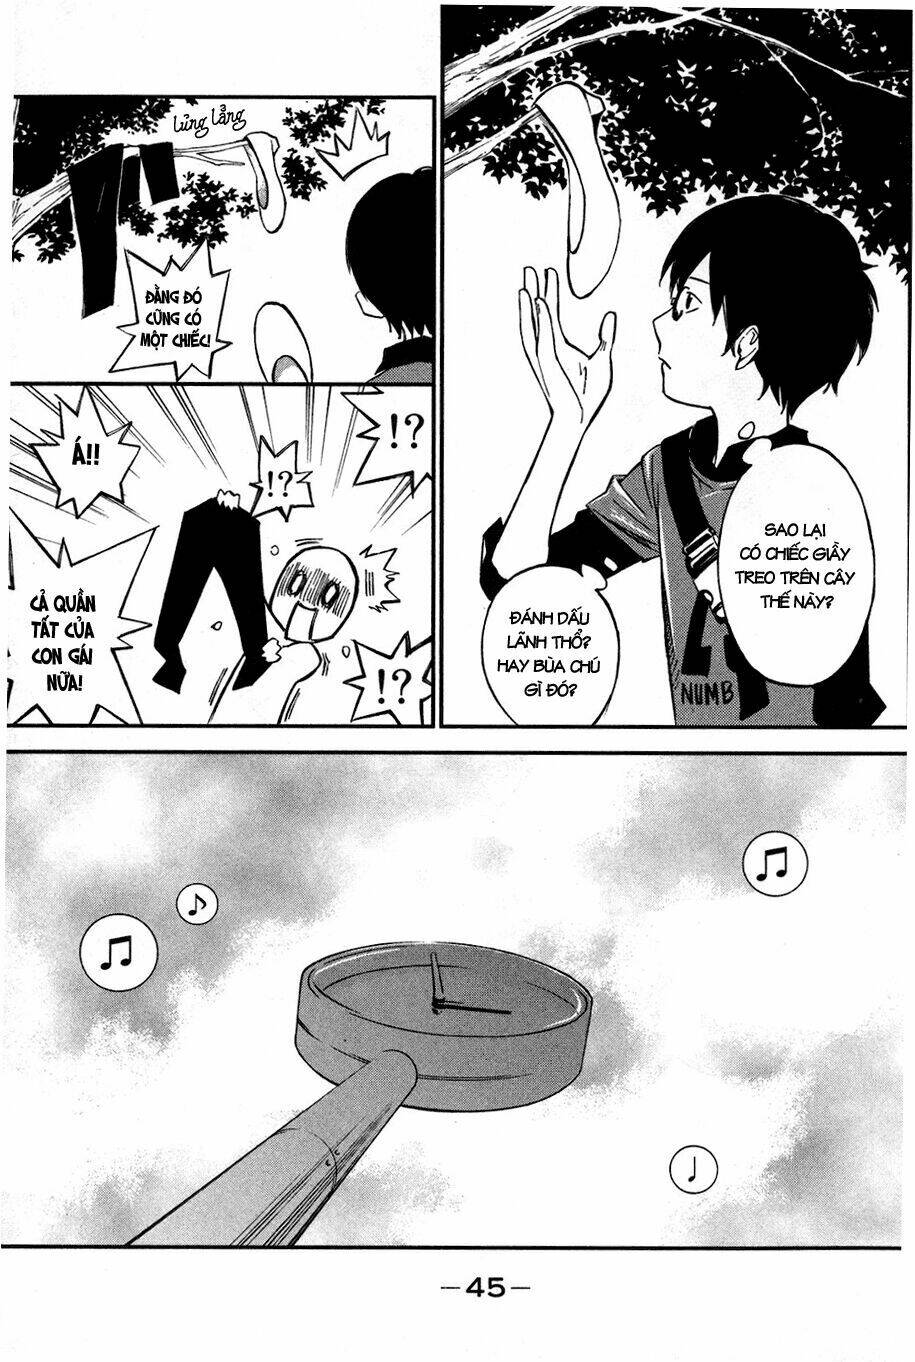 SAO LẠI
CÓ CHIẾC GIẦY
TREO TRÊN CÂY
THẾ NÀY?
ĐÁNH DẤU
LÃNH THỔ?
HAY BÙA CHÚ
GÌ ĐÓ?
NUMB
lủng lẳng
ĐẰNG ĐÓ
CŨNG CÓ
MỘT CHIẾC!
!?
!?
Á!!
CẢ QUẦN
TẤT CỦA
CON GÁI
NỮA!
!?
—45—